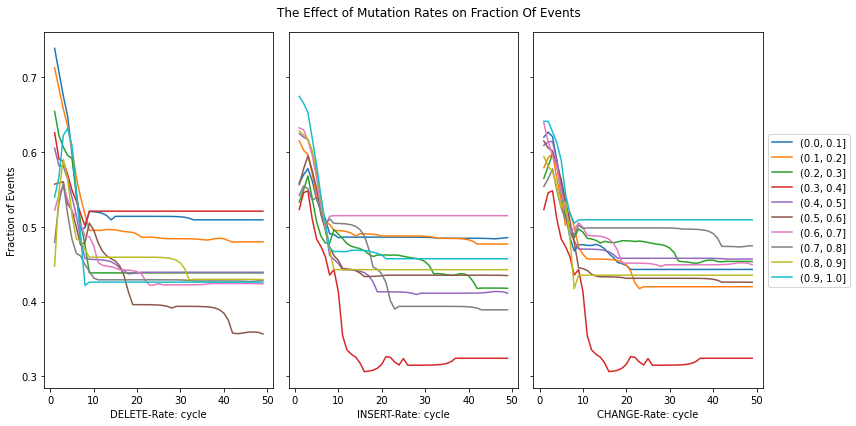 The Effect of Mutation Rates on Fraction Of Events
Fraction of Events
0.7
0.6
0.5
0.4
0.3
0 10 20 30 40 50
DELETE-Rate: cycle
0 10 20 30 40 50
INSERT-Rate: cycle
0 10 20 30 40 50
CHANGE-Rate: cycle
(0.0, 0.1]
(0.1, 0.2]
(0.2, 0.3]
(0.3, 0.4]
(0.4, 0.5]
(0.5, 0.6]
(0.6, 0.7]
(0.7, 0.8]
(0.8, 0.9]
(0.9, 1.0]